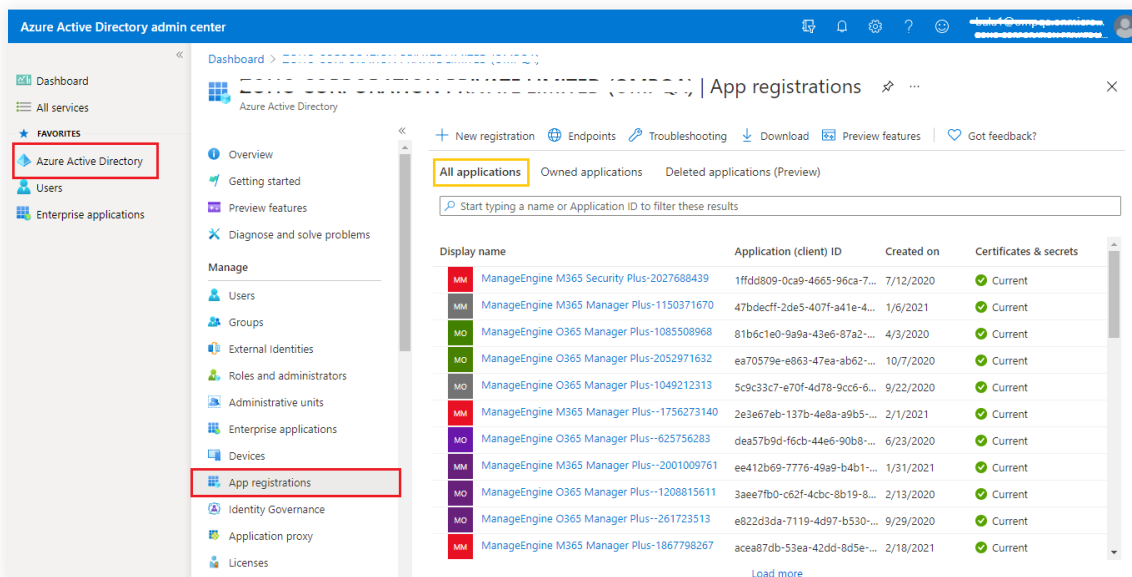 Azure Active Directory admin center
Dashboard
All services
FAVORITES
Azure Active Directory
Users
Enterprise applications
Dashboard >
| App registrations
Azure Active Directory
Overview
Getting started
Preview features
Diagnose and solve problems
Manage
Users
Groups
External Identities
Roles and administrators
Administrative units
Enterprise applications
Devices
App registrations
Identity Governance
Application proxy
Licenses
New registration Endpoints Troubleshooting Download Preview features Got feedback?
All applications Owned applications Deleted applications (Preview)
Start typing a name or Application ID to filter these results
Display name Application (client) ID Created on Certificates & secrets
MM ManageEngine M365 Security Plus-2027688439 1ffdd809-0ca9-4665-96ca-7... 7/12/2020 Current
MM ManageEngine M365 Manager Plus-1150371670 47bdecff-2de5-407f-a41e-4... 1/6/2021 Current
MO ManageEngine O365 Manager Plus-1085508968 81b6c1e0-9a9a-43e6-87a2-... 4/3/2020 Current
MO ManageEngine O365 Manager Plus-2052971632 ea70579e-e863-47ea-ab62-... 10/7/2020 Current
MO ManageEngine O365 Manager Plus-1049212313 5c9c33c7-e70f-4d78-9cc6-6... 9/22/2020 Current
MM ManageEngine M365 Manager Plus--1756273140 2e3e67eb-137b-4e8a-a9b5-... 2/1/2021 Current
MO ManageEngine O365 Manager Plus--625756283 dea57b9d-f6cb-44e6-90b8-... 6/23/2020 Current
MM ManageEngine M365 Manager Plus--2001009761 ee412b69-7776-49a9-b4b1-... 1/31/2021 Current
MO ManageEngine O365 Manager Plus--1208815611 3aee7fb0-c62f-4cbc-8b19-8... 2/13/2020 Current
MO ManageEngine O365 Manager Plus--261723513 e822d3da-7119-4d97-b530-... 9/29/2020 Current
MM ManageEngine M365 Manager Plus-1867798267 acea87db-53ea-42dd-8d5e-... 2/18/2021 Current
Load more